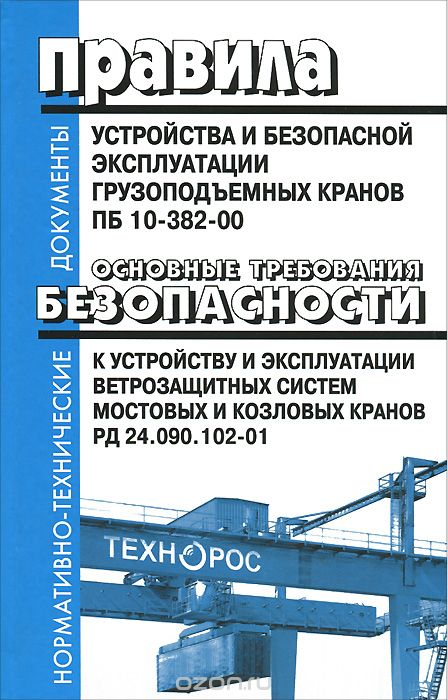 Правила
УСТРОЙСТВА И БЕЗОПАСНОЙ
ЭКСПЛУАТАЦИИ
ГРУЗОПОДЪЕМНЫХ КРАНОВ
ПБ 10-382-00
ОСНОВНЫЕ ТРЕБОВАНИЯ
БЕЗОПАСНОСТИ
К УСТРОЙСТВУ И ЭКСПЛУАТАЦИИ
ВЕТРОЗАЩИТНЫХ СИСТЕМ
МОСТОВЫХ И КОЗЛОВЫХ КРАНОВ
РД 24.090.102-01
НОРМАТИВНО-ТЕХНИЧЕСКИЕ ДОКУМЕНТЫ
ТЕХНОРОС
ozon.ru